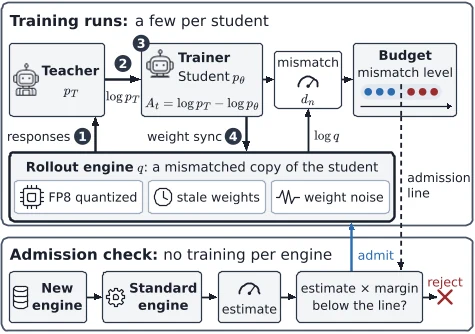 Training runs: a few per student
Teacher
p_T
2
log p_T
3
Trainer
Student p_θ
A_t = log p_T − log p_θ
mismatch
d_n
Budget
mismatch level
responses 1
weight sync 4
log q
Rollout engine q: a mismatched copy of the student
FP8 quantized
stale weights
weight noise
admission
line
Admission check: no training per engine
admit
New
engine
Standard
engine
estimate
estimate × margin
below the line?
reject